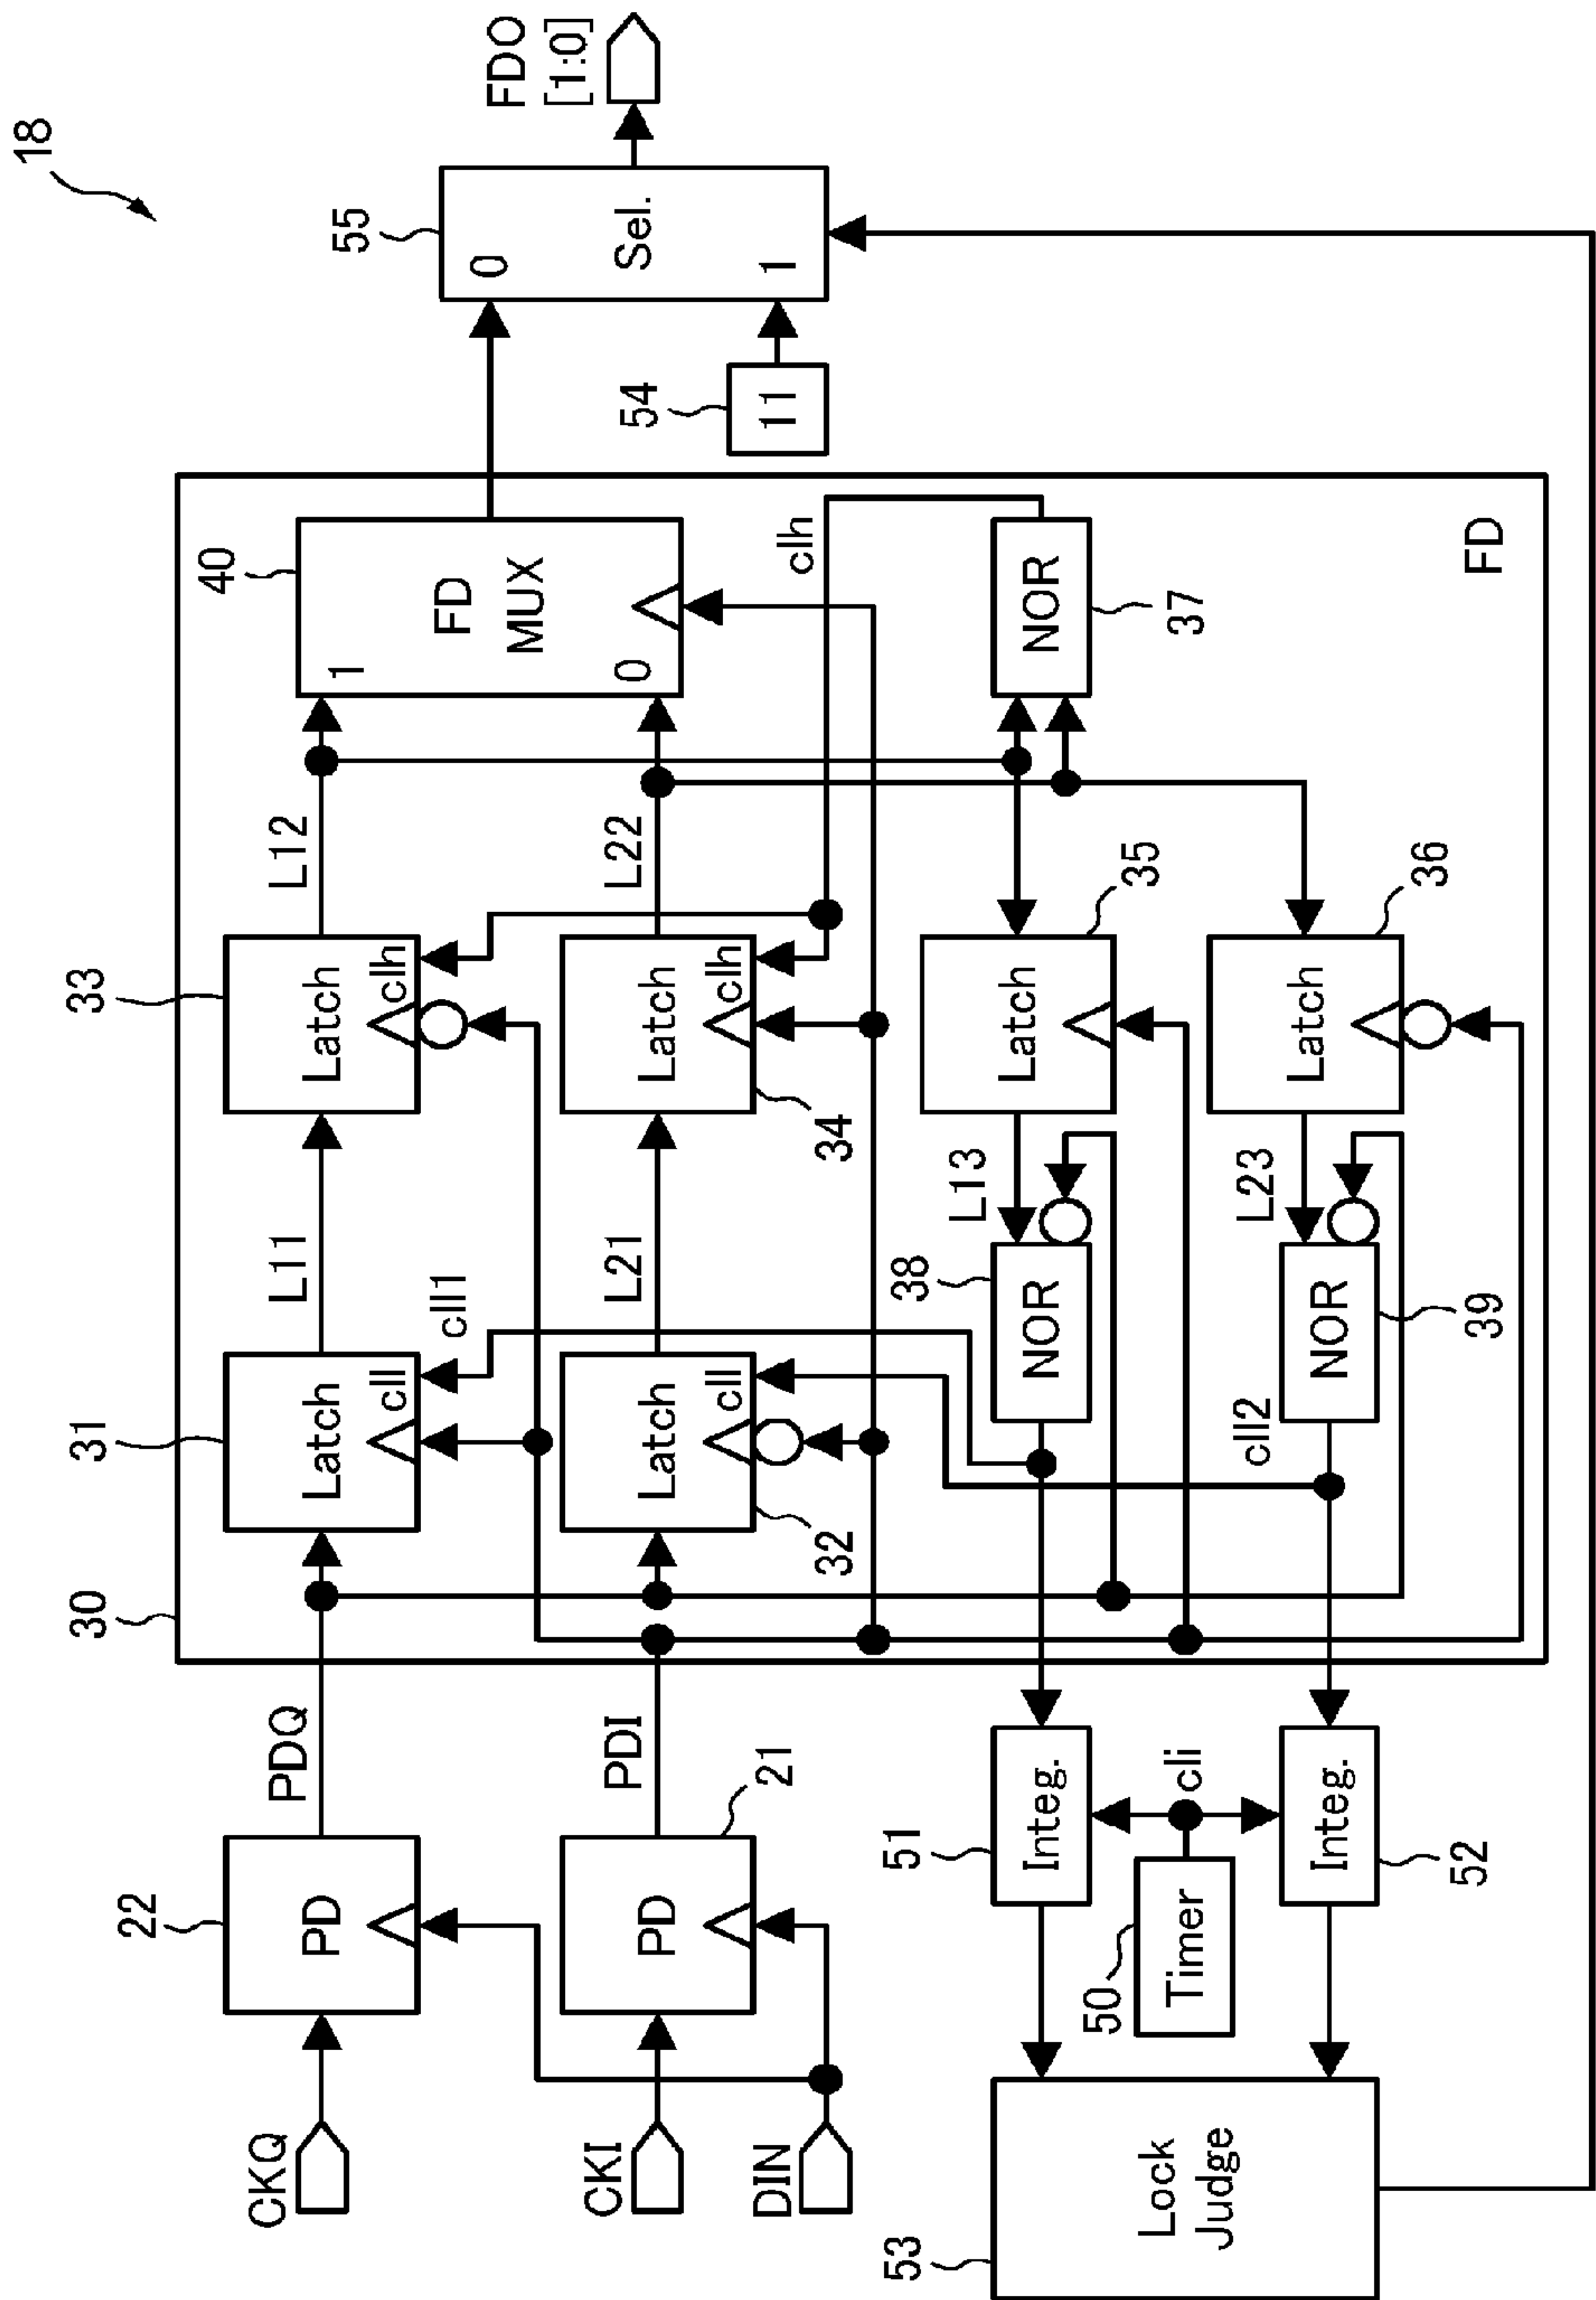 18
CKQ
22
PD
PDQ
30
31
Latch
cll
L11
33
Latch
clh
L12
40
FD
MUX
1
0
55
0
Sel.
1
FDO
[1:0]
CKI
PD
21
PDI
Latch
cll
32
cll1
L21
Latch
clh
34
L22
clh
54
11
DIN
53
Lock
Judge
51
Integ.
50
Timer
cli
Integ.
52
38
NOR
L13
Latch
35
NOR
37
cll2
NOR
39
L23
Latch
36
FD